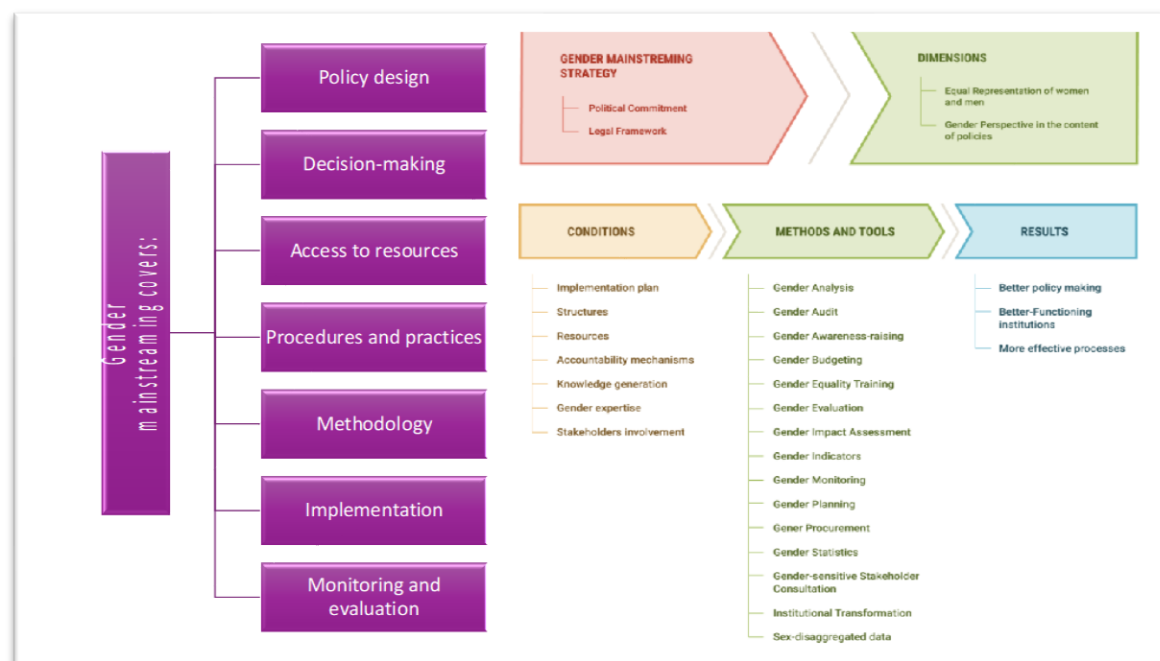 Gender
mainstreaming covers:
Policy design
Decision-making
Access to resources
Procedures and practices
Methodology
Implementation
Monitoring and
evaluation
GENDER MAINSTREMING
STRATEGY
Political Commitment
Legal Framework
DIMENSIONS
Equal Representation of women
and men
Gender Perspective in the content
of policies
CONDITIONS
Implementation plan
Structures
Resources
Accountability mechanisms
Knowledge generation
Gender expertise
Stakeholders involvement
METHODS AND TOOLS
Gender Analysis
Gender Audit
Gender Awareness-raising
Gender Budgeting
Gender Equality Training
Gender Evaluation
Gender Impact Assessment
Gender Indicators
Gender Monitoring
Gender Planning
Gener Procurement
Gender Statistics
Gender-sensitive Stakeholder
Consultation
Institutional Transformation
Sex-disaggregated data
RESULTS
Better policy making
Better-Functioning
institutions
More effective processes